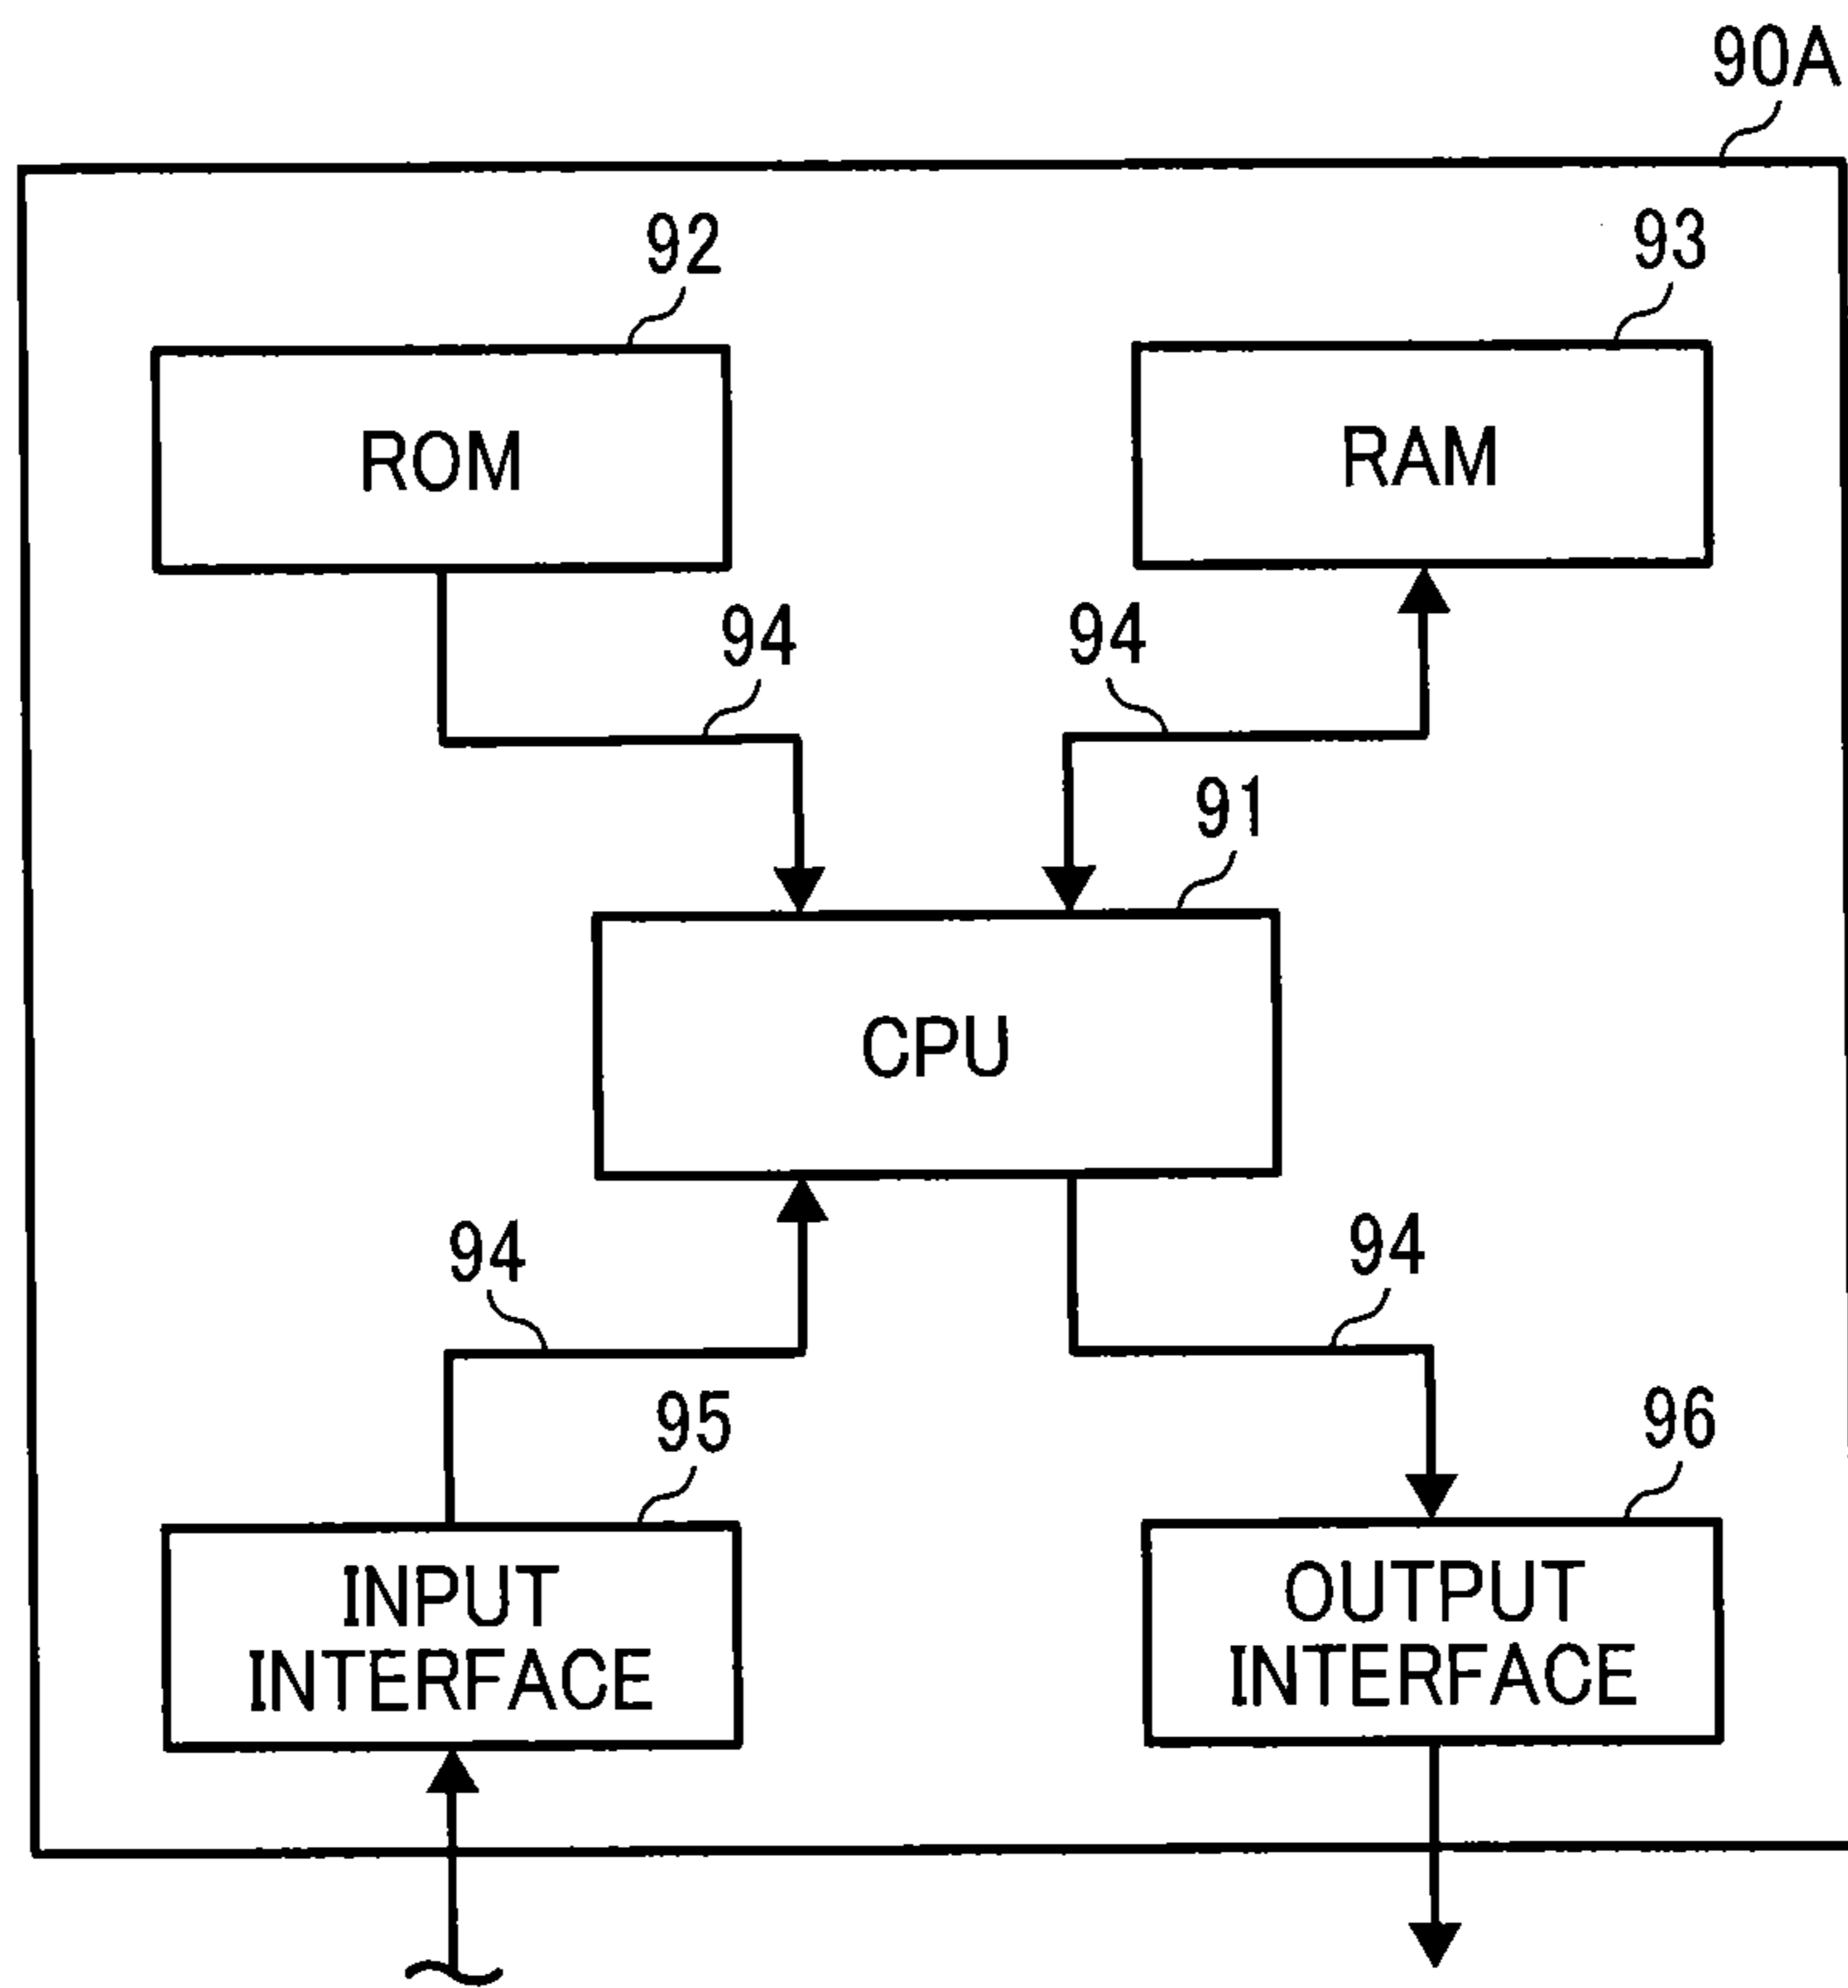 90A
92
93
ROM
RAM
94
94
91
CPU
94
94
95
96
INPUT
INTERFACE
OUTPUT
INTERFACE